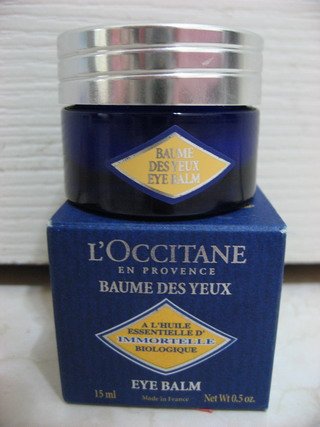 BAUME
DES YEUX
EYE BALM
L'OCCITANE
EN PROVENCE
BAUME DES YEUX
A L'HUILE
ESSENTIELLE D'
IMMORTELLE
BIOLOGIQUE
EYE BALM
15 ml Made in France Net Wt 0.5 oz.